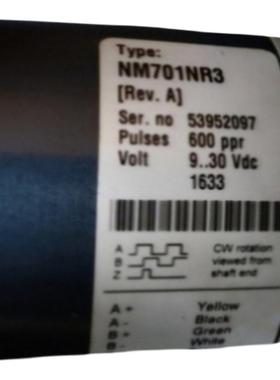 Type:
NM701NR3
[Rev. A]
Ser. no 53952097
Pulses 600 ppr
Volt 9..30 Vdc
1633
A CW rotation
B viewed from
Z shaft end
A + Yellow
A - Black
B + Green
B - White